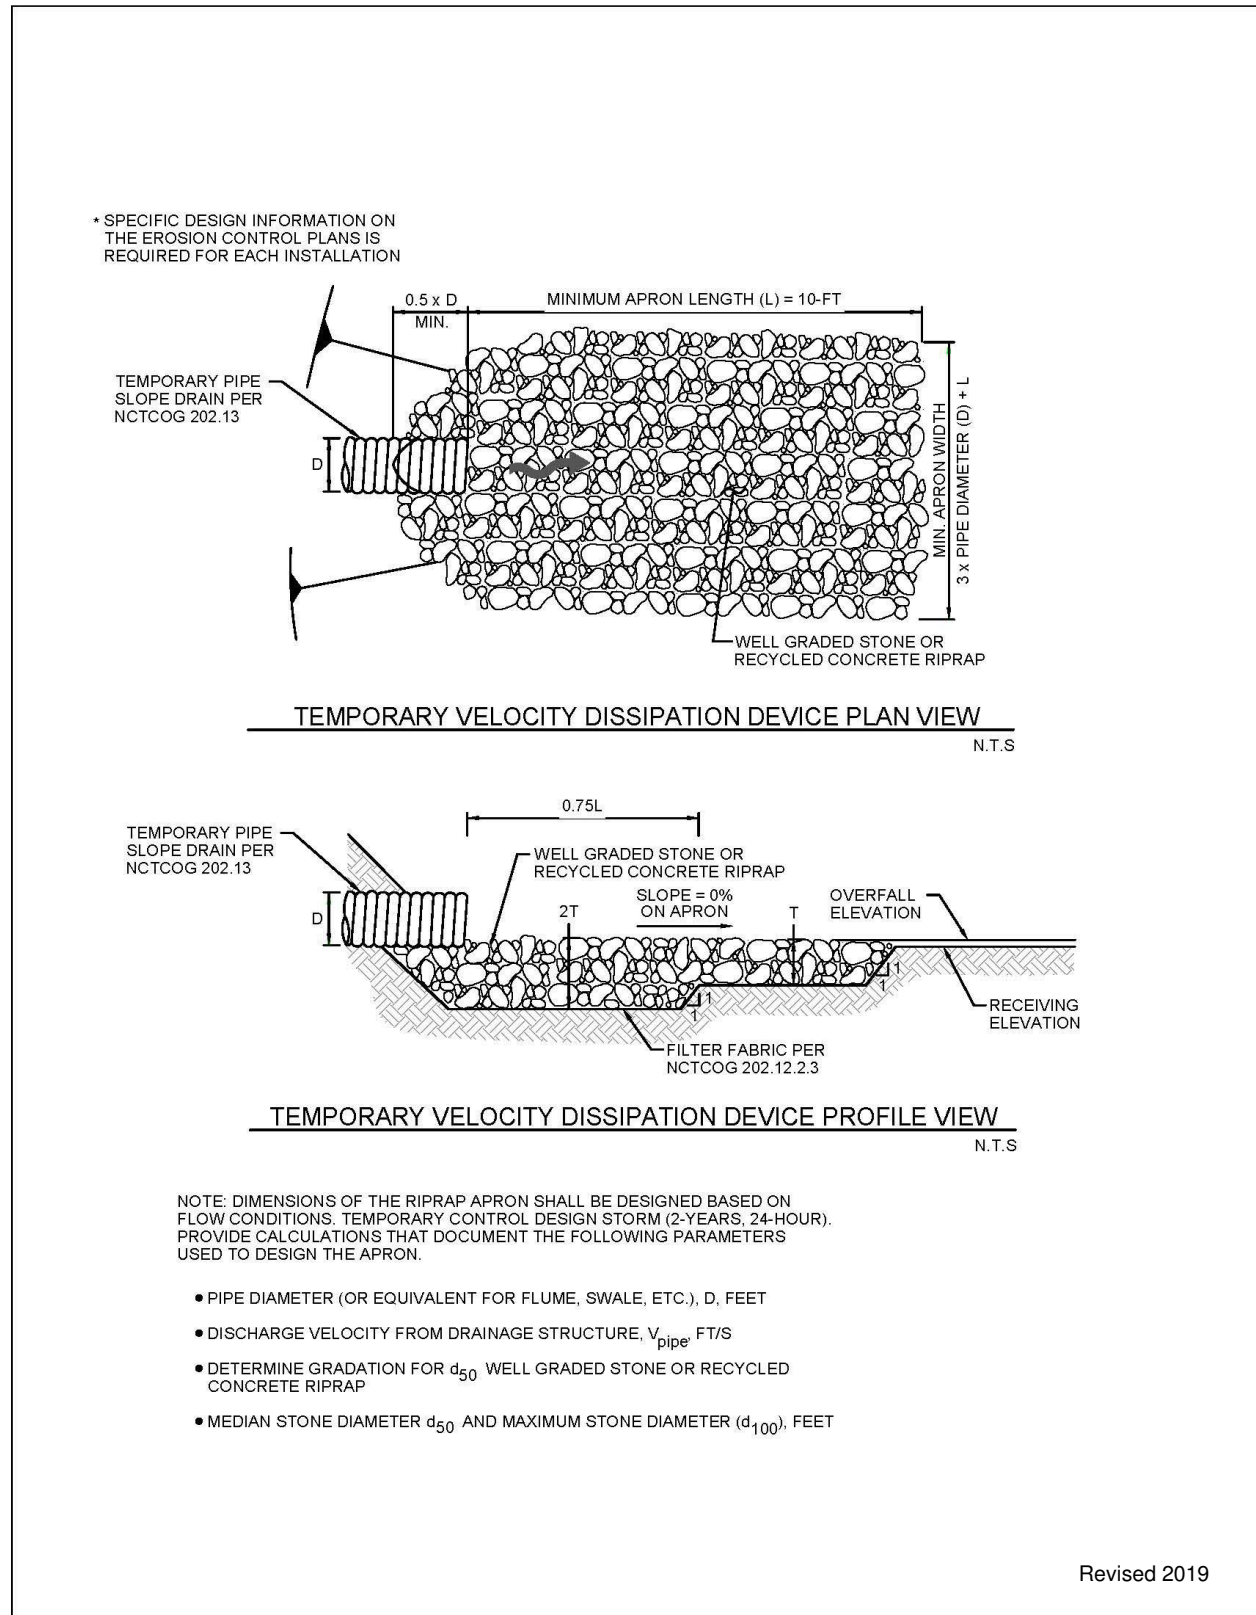 * SPECIFIC DESIGN INFORMATION ON
THE EROSION CONTROL PLANS IS
REQUIRED FOR EACH INSTALLATION
0.5 x D
MIN.
MINIMUM APRON LENGTH (L) = 10-FT
TEMPORARY PIPE
SLOPE DRAIN PER
NCTCOG 202.13
D
MIN. APRON WIDTH
3 x PIPE DIAMETER (D) + L
WELL GRADED STONE OR
RECYCLED CONCRETE RIPRAP
TEMPORARY VELOCITY DISSIPATION DEVICE PLAN VIEW
N.T.S
0.75L
TEMPORARY PIPE
SLOPE DRAIN PER
NCTCOG 202.13
WELL GRADED STONE OR
RECYCLED CONCRETE RIPRAP
D
2T
SLOPE = 0%
ON APRON
T
OVERFALL
ELEVATION
1
1
1
1
RECEIVING
ELEVATION
FILTER FABRIC PER
NCTCOG 202.12.2.3
TEMPORARY VELOCITY DISSIPATION DEVICE PROFILE VIEW
N.T.S
NOTE: DIMENSIONS OF THE RIPRAP APRON SHALL BE DESIGNED BASED ON
FLOW CONDITIONS. TEMPORARY CONTROL DESIGN STORM (2-YEARS, 24-HOUR).
PROVIDE CALCULATIONS THAT DOCUMENT THE FOLLOWING PARAMETERS
USED TO DESIGN THE APRON.
• PIPE DIAMETER (OR EQUIVALENT FOR FLUME, SWALE, ETC.), D, FEET
• DISCHARGE VELOCITY FROM DRAINAGE STRUCTURE, Vpipe, FT/S
• DETERMINE GRADATION FOR d50 WELL GRADED STONE OR RECYCLED
CONCRETE RIPRAP
• MEDIAN STONE DIAMETER d50 AND MAXIMUM STONE DIAMETER (d100), FEET
Revised 2019